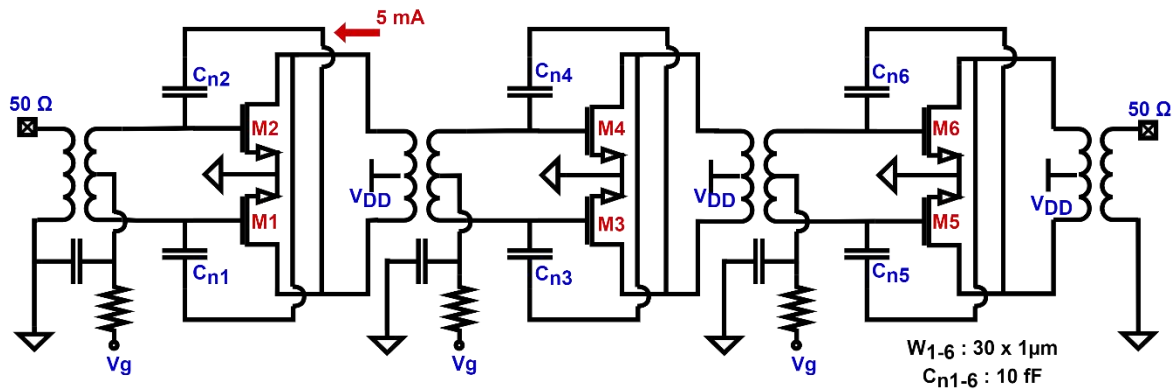 5 mA
Cn2
Cn4
Cn6
50 Ω
50 Ω
M2
M4
M6
VDD
VDD
VDD
M1
M3
M5
Cn1
Cn3
Cn5
Vg
Vg
Vg
W1-6 : 30 x 1µm
Cn1-6 : 10 fF